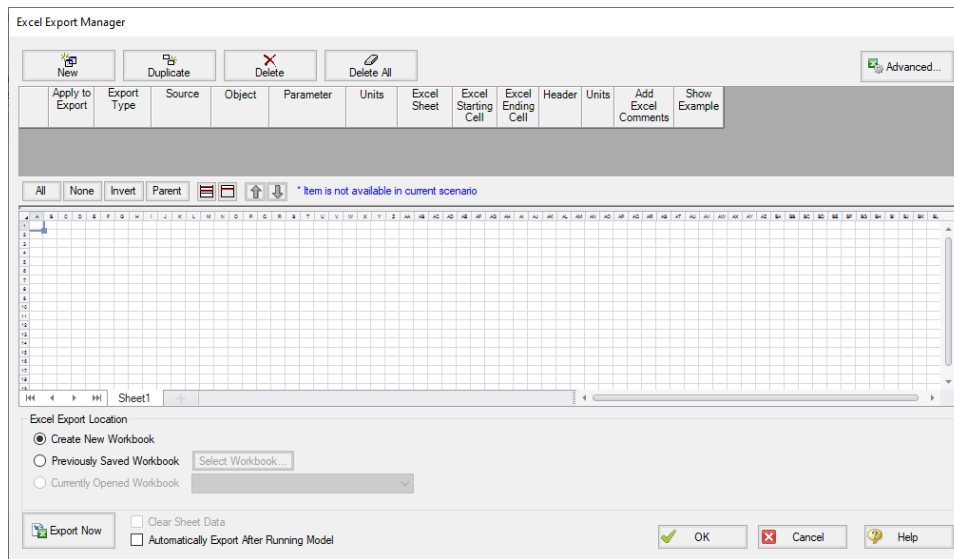 Excel Export Manager
New
Duplicate
Delete
Delete All
Advanced...
Apply to
Export
Export
Type
Source
Object
Parameter
Units
Excel
Sheet
Excel
Starting
Cell
Excel
Ending
Cell
Header
Units
Add
Excel
Comments
Show
Example
All
None
Invert
Parent
* Item is not available in current scenario
Sheet1
Excel Export Location
Create New Workbook
Previously Saved Workbook
Select Workbook...
Currently Opened Workbook
Export Now
Clear Sheet Data
Automatically Export After Running Model
OK
Cancel
Help